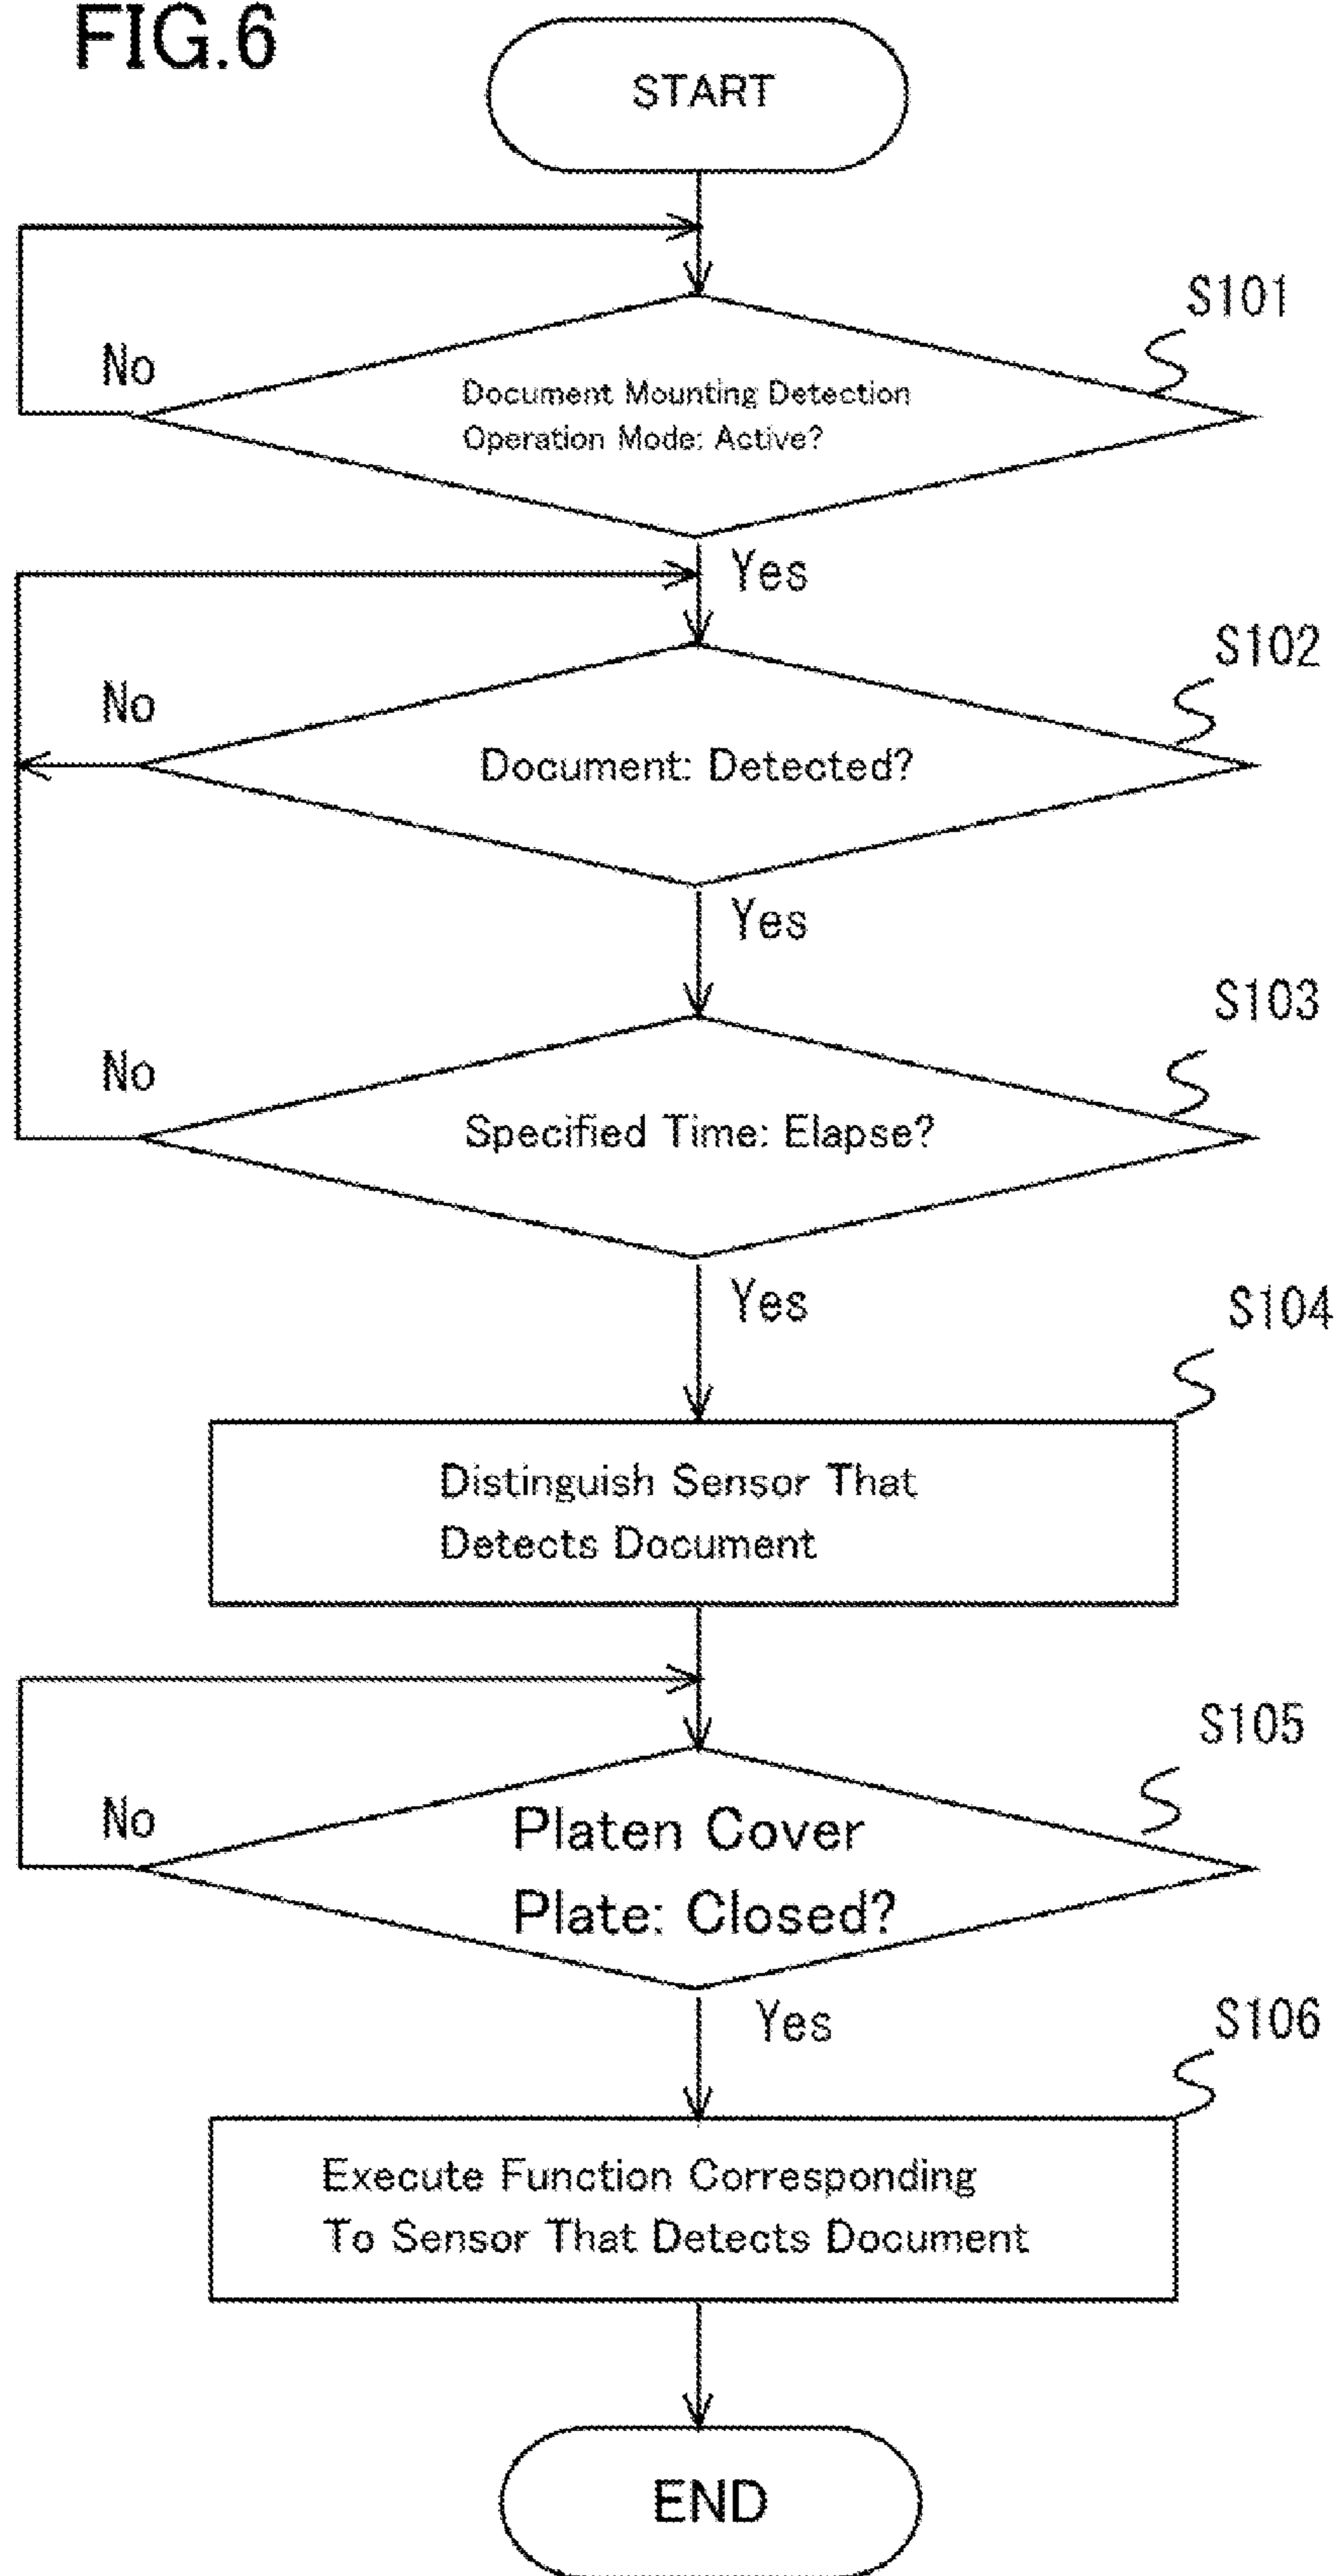 FIG.6
START
S101
No
Document Mounting Detection
Operation Mode: Active?
Yes
S102
No
Document: Detected?
Yes
S103
No
Specified Time: Elapse?
Yes
S104
Distinguish Sensor That
Detects Document
S105
No
Platen Cover
Plate: Closed?
Yes
S106
Execute Function Corresponding
To Sensor That Detects Document
END